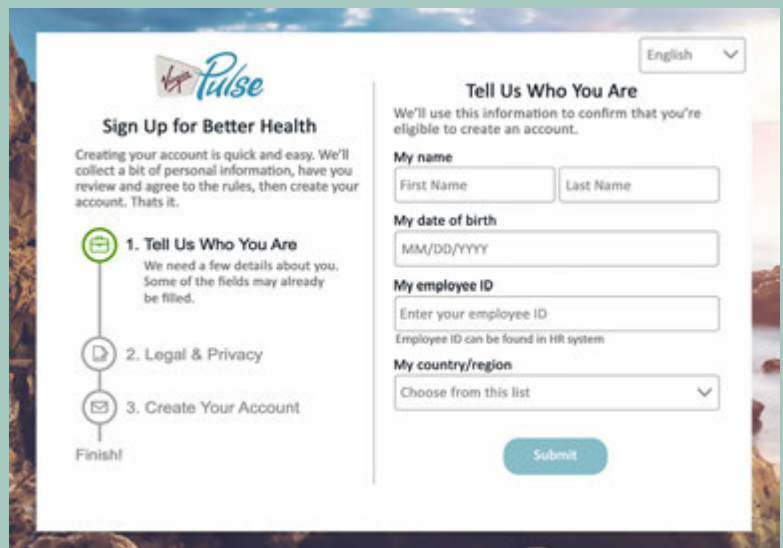 Virgin Pulse
Sign Up for Better Health
Creating your account is quick and easy. We'll
collect a bit of personal information, have you
review and agree to the rules, then create your
account. Thats it.
1. Tell Us Who You Are
We need a few details about you.
Some of the fields may already
be filled.
2. Legal & Privacy
3. Create Your Account
Finish!
English
Tell Us Who You Are
We'll use this information to confirm that you're
eligible to create an account.
My name
First Name Last Name
My date of birth
MM/DD/YYYY
My employee ID
Enter your employee ID
Employee ID can be found in HR system
My country/region
Choose from this list
Submit